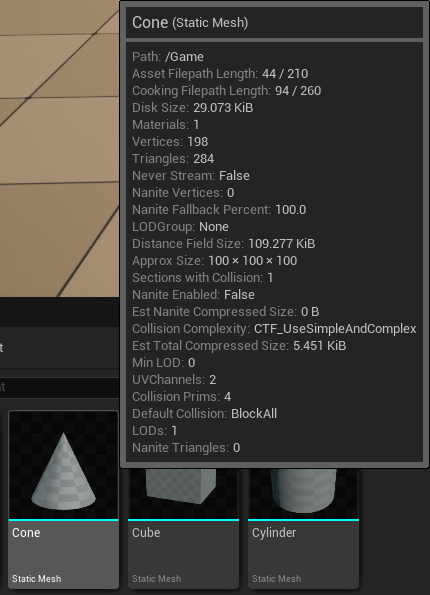 Cone (Static Mesh)
Path: /Game
Asset Filepath Length: 44 / 210
Cooking Filepath Length: 94 / 260
Disk Size: 29.073 KiB
Materials: 1
Vertices: 198
Triangles: 284
Never Stream: False
Nanite Vertices: 0
Nanite Fallback Percent: 100.0
LODGroup: None
Distance Field Size: 109.277 KiB
Approx Size: 100 × 100 × 100
Sections with Collision: 1
Nanite Enabled: False
Est Nanite Compressed Size: 0 B
Collision Complexity: CTF_UseSimpleAndComplex
Est Total Compressed Size: 5.451 KiB
Min LOD: 0
UVChannels: 2
Collision Prims: 4
Default Collision: BlockAll
LODs: 1
Nanite Triangles: 0
Cone
Cube
Cylinder
Static Mesh
Static Mesh
Static Mesh